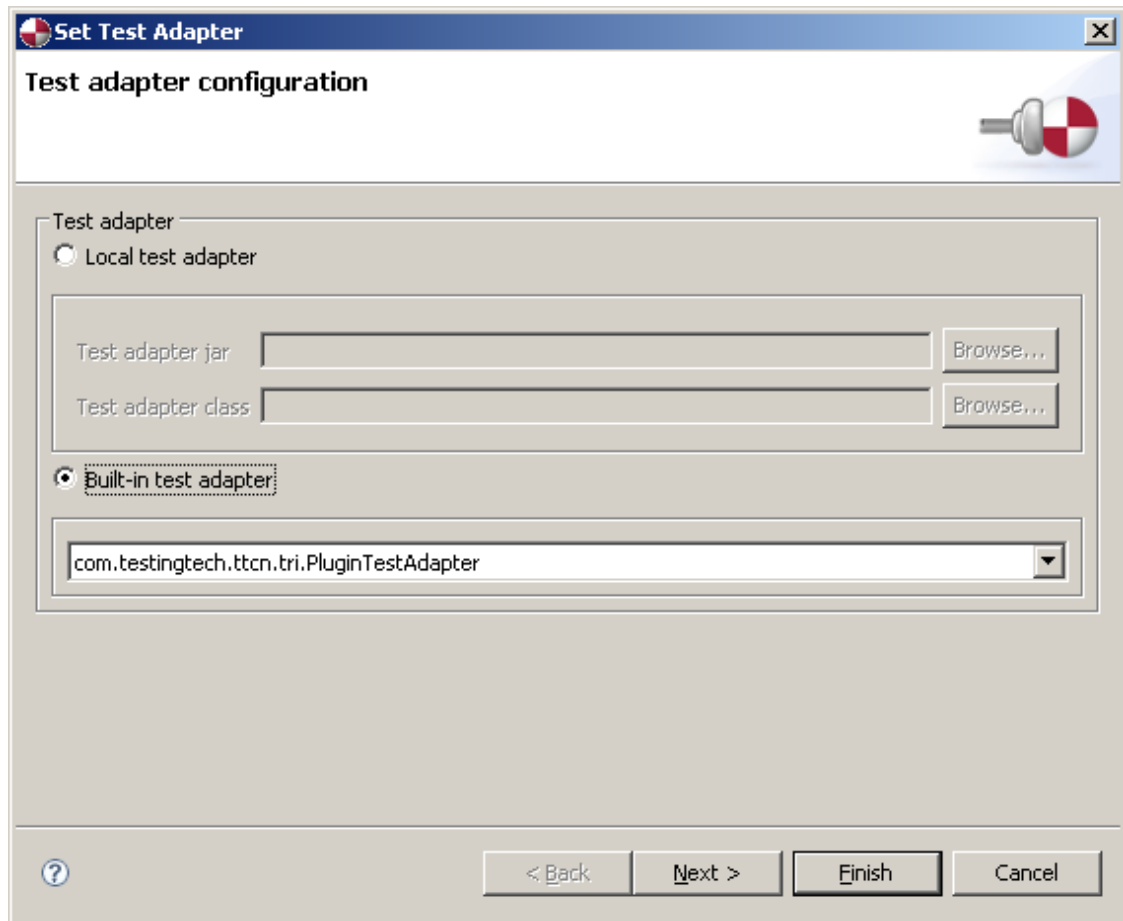 Set Test Adapter
Test adapter configuration
Test adapter
Local test adapter
Test adapter jar
Browse...
Test adapter class
Browse...
Built-in test adapter
com.testingtech.ttcn.tri.PluginTestAdapter
?
< Back
Next >
Finish
Cancel